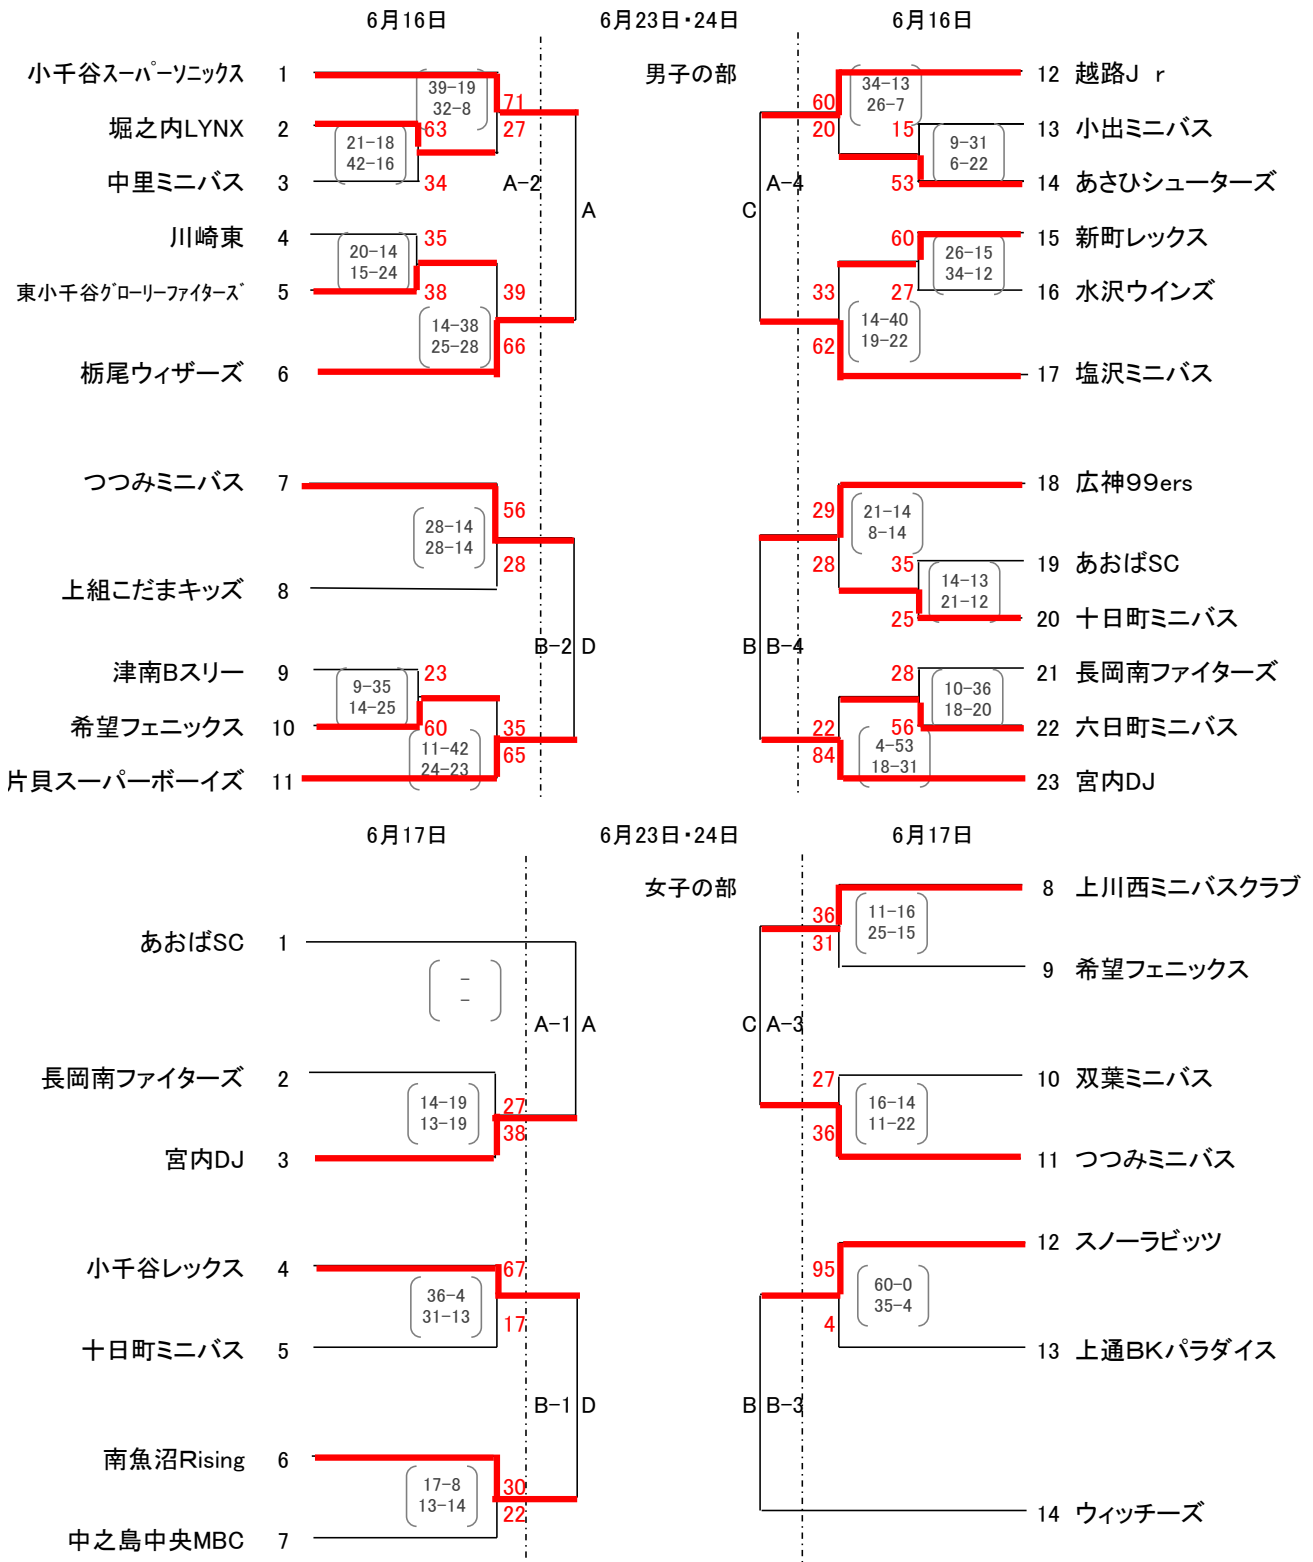 6月16日 6月23日・24日 6月16日
男子の部
小千谷スーパーソニックス 1
39-19
32-8
71
27
堀之内LYNX 2
63
21-18
42-16
中里ミニバス 3
34
A-2
A
川崎東 4
35
20-14
15-24
東小千谷グローリーファイターズ 5
38
39
14-38
25-28
66
栃尾ウィザーズ 6
つつみミニバス 7
56
28-14
28-14
28
上組こだまキッズ 8
B-2 D
津南Bスリー 9
23
9-35
14-25
希望フェニックス 10
60
35
11-42
24-23
65
片貝スーパーボーイズ 11
12 越路Jr
60
34-13
26-7
20
15
13 小出ミニバス
9-31
6-22
A-4
C
53
14 あさひシューターズ
60
15 新町レックス
26-15
34-12
33
27
16 水沢ウインズ
14-40
19-22
62
17 塩沢ミニバス
18 広神99ers
29
21-14
8-14
28
35
19 あおばSC
14-13
21-12
25
20 十日町ミニバス
B B-4
28
21 長岡南ファイターズ
10-36
18-20
22
56
22 六日町ミニバス
4-53
18-31
84
23 宮内DJ
6月17日 6月23日・24日 6月17日
女子の部
あおばSC 1
-
-
A-1 A
長岡南ファイターズ 2
14-19
13-19
27
38
宮内DJ 3
小千谷レックス 4
67
36-4
31-13
17
十日町ミニバス 5
B-1 D
南魚沼Rising 6
17-8
13-14
30
22
中之島中央MBC 7
8 上川西ミニバスクラブ
36
11-16
25-15
31
9 希望フェニックス
C A-3
27
10 双葉ミニバス
16-14
11-22
36
11 つつみミニバス
12 スノーラビッツ
95
60-0
35-4
4
13 上通BKパラダイス
B B-3
14 ウィッチーズ